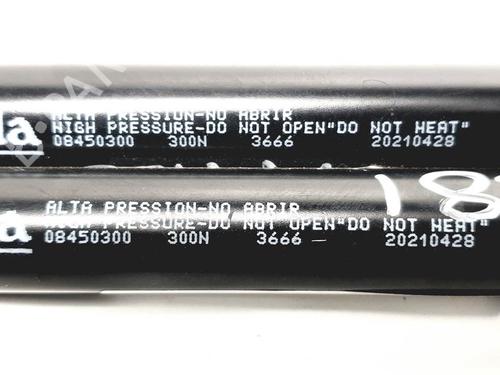 la
ALTA PRESSION-NO ABRIR
HIGH PRESSURE-DO NOT OPEN"DO NOT HEAT"
08450300 300N 3666 20210428
a
ALTA PRESSION-NO ABRIR
HIGH PRESSURE-DO NOT OPEN"DO NOT HEAT"
08450300 300N 3666 20210428
18